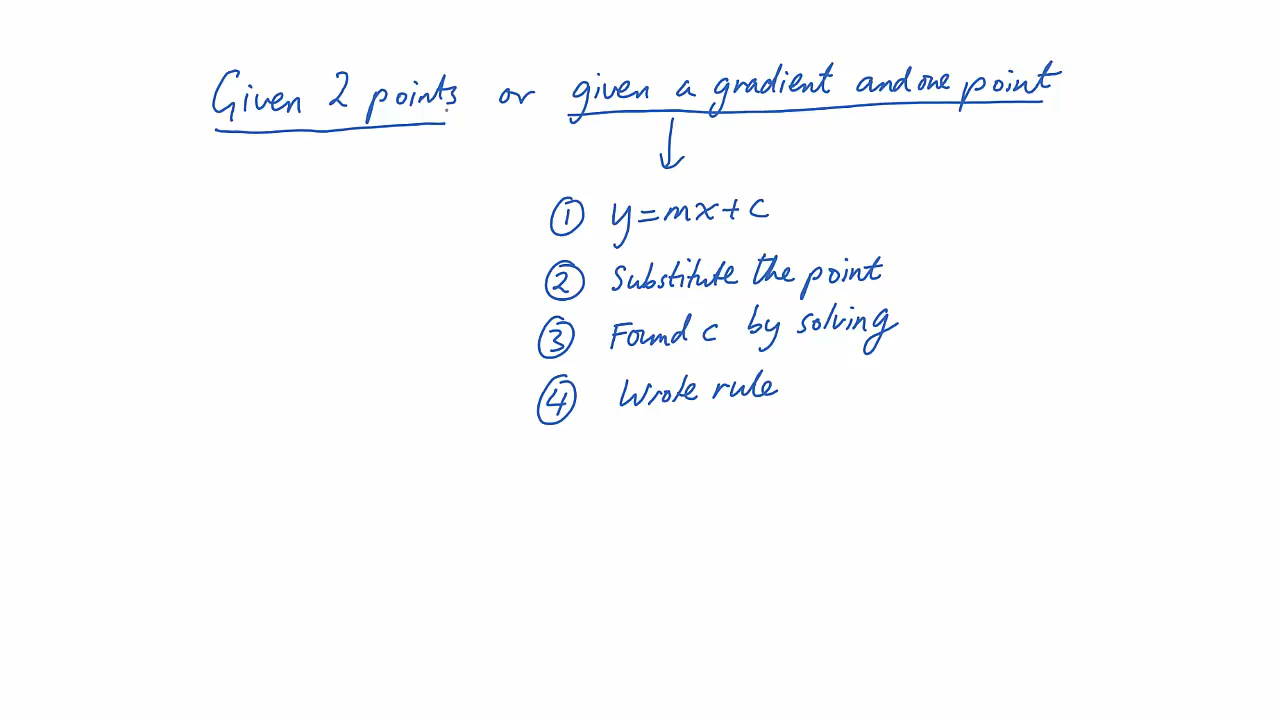 Given 2 points or given a gradient and one point
① y=mx+c
② Substitute the point
③ Found c by solving
④ Wrote rule